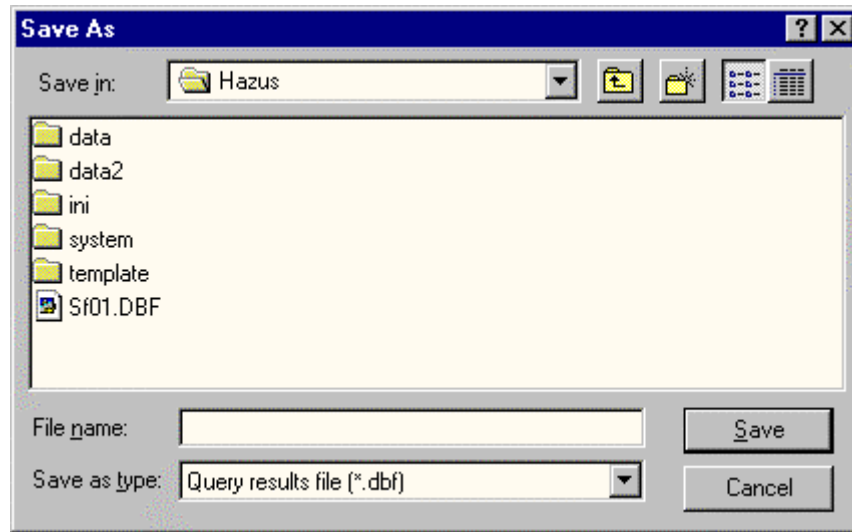 Save As
Save in: Hazus
data
data2
ini
system
template
Sf01.DBF
File name:
Save
Save as type: Query results file (*.dbf)
Cancel